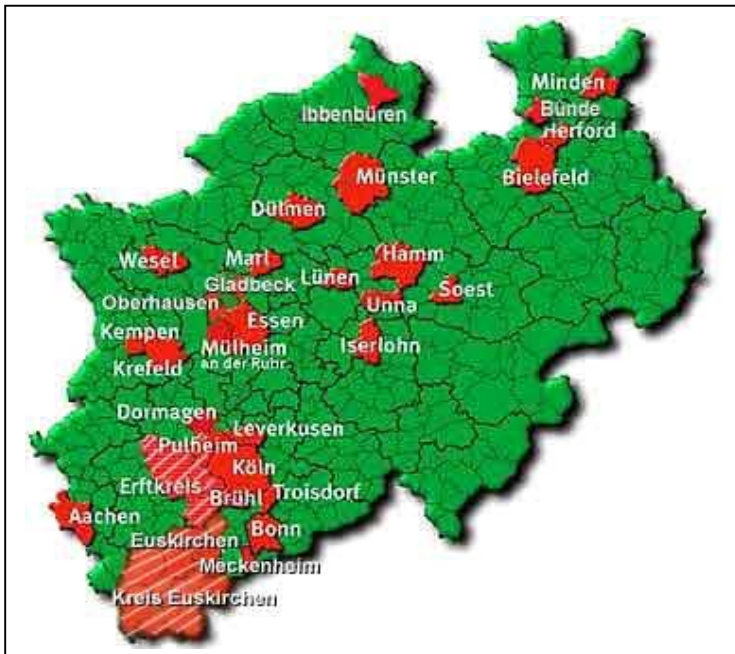 Minden
Ibbenbüren
Bünde
Herford
Münster
Bielefeld
Dülmen
Wesel
Marl
Hamm
Gladbeck
Lünen
Soest
Oberhausen
Unna
Essen
Kempen
Mülheim
an der Ruhr
Iserlohn
Krefeld
Dormagen
Leverkusen
Pulheim
Köln
Erftkreis
Brühl
Troisdorf
Aachen
Bonn
Euskirchen
Meckenheim
Kreis Euskirchen